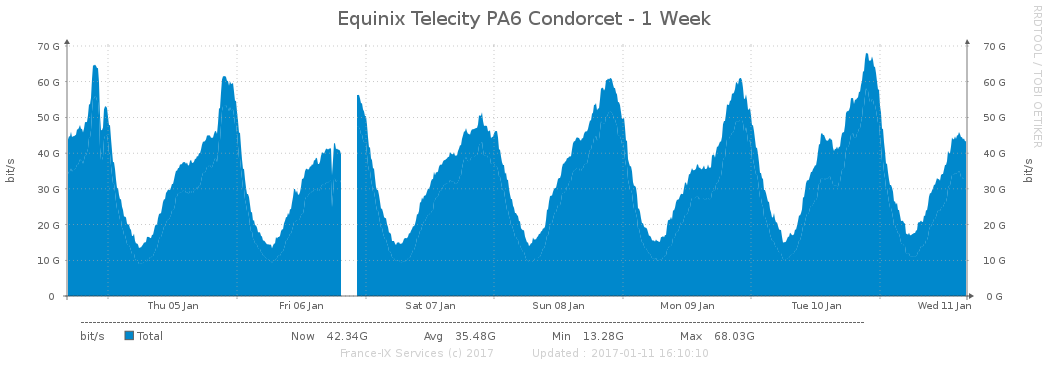 Equinix Telecity PA6 Condorcet - 1 Week
RRDTOOL / TOBI OETIKER
bit/s
70 G
60 G
50 G
40 G
30 G
20 G
10 G
0
70 G
60 G
50 G
40 G
30 G
20 G
10 G
0 G
bit/s
Thu 05 Jan Fri 06 Jan Sat 07 Jan Sun 08 Jan Mon 09 Jan Tue 10 Jan Wed 11 Jan
bit/s Total Now 42.34G Avg 35.48G Min 13.28G Max 68.03G
France-IX Services (c) 2017 Updated : 2017-01-11 16:10:10